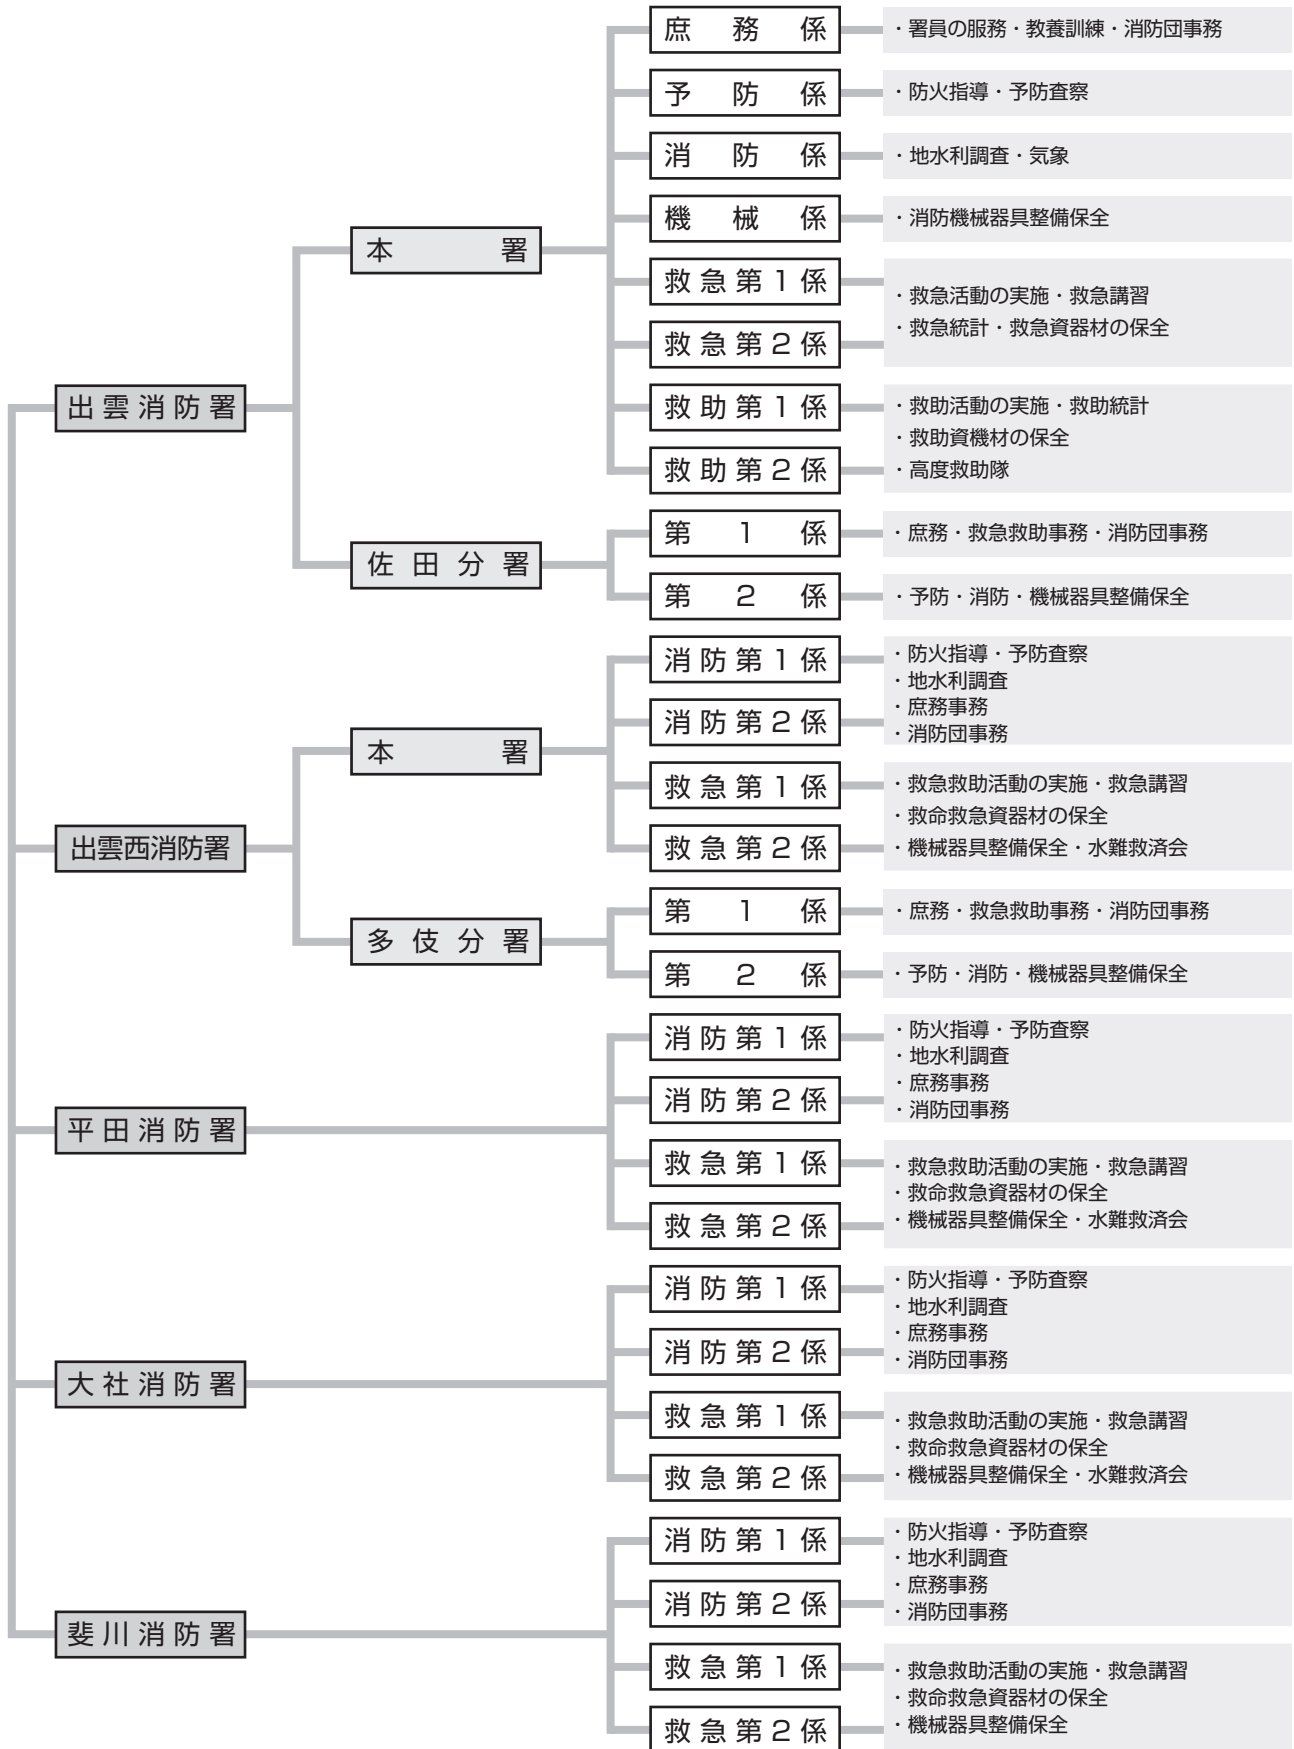 出雲消防署
本署
庶務係
・署員の服務・教養訓練・消防団事務
予防係
・防火指導・予防査察
消防係
・地水利調査・気象
機械係
・消防機械器具整備保全
救急第1係
救急第2係
・救急活動の実施・救急講習
・救急統計・救急資器材の保全
救助第1係
救助第2係
・救助活動の実施・救助統計
・救助資機材の保全
・高度救助隊
佐田分署
第1係
・庶務・救急救助事務・消防団事務
第2係
・予防・消防・機械器具整備保全
出雲西消防署
本署
消防第1係
消防第2係
・防火指導・予防査察
・地水利調査
・庶務事務
・消防団事務
救急第1係
救急第2係
・救急救助活動の実施・救急講習
・救命救急資器材の保全
・機械器具整備保全・水難救済会
多伎分署
第1係
・庶務・救急救助事務・消防団事務
第2係
・予防・消防・機械器具整備保全
平田消防署
消防第1係
消防第2係
・防火指導・予防査察
・地水利調査
・庶務事務
・消防団事務
救急第1係
救急第2係
・救急救助活動の実施・救急講習
・救命救急資器材の保全
・機械器具整備保全・水難救済会
大社消防署
消防第1係
消防第2係
・防火指導・予防査察
・地水利調査
・庶務事務
・消防団事務
救急第1係
救急第2係
・救急救助活動の実施・救急講習
・救命救急資器材の保全
・機械器具整備保全・水難救済会
斐川消防署
消防第1係
消防第2係
・防火指導・予防査察
・地水利調査
・庶務事務
・消防団事務
救急第1係
救急第2係
・救急救助活動の実施・救急講習
・救命救急資器材の保全
・機械器具整備保全